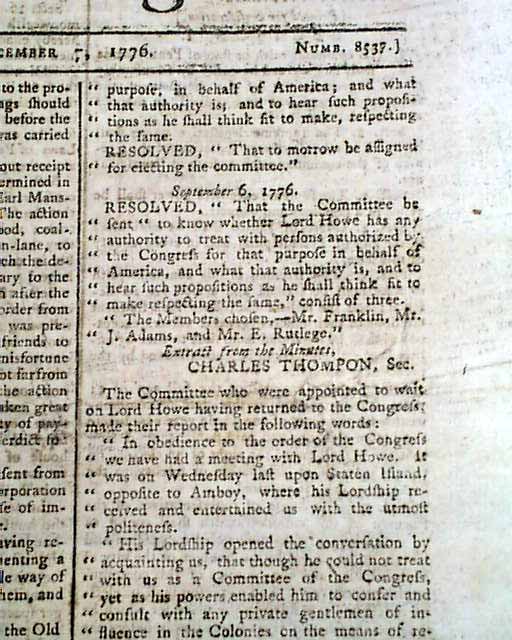 CEMBER 7, 1776.
NUMB. 8537.]
to the pro-
ngs should
before the
was carried
out receipt
ermined in
Earl Mans-
The action
ood, coal-
n-lane, to
ch the de-
ary to the
n after the
order from
was pre-
friends to
misfortune
ot far from
the action
aken great
ty of pay-
erdict fo
sent from
orporation
se of im-
aving re-
menting a
le way of
hem, and
the Old
" purpose, in behalf of America; and what
" that authority is; and to hear such proposi-
" tions as he shall think fit to make, respecting
" the same.
RESOLVED, " That to morrow be assigned
" for electing the committee."
September 6, 1776.
RESOLVED, " That the Committee be
" sent " to know whether Lord Howe has any
" authority to treat with persons authorized by
" the Congress for that purpose in behalf of
" America, and what that authority is, and to
" hear such propositions as he shall think fit to
" make respecting the same," consist of three.
" The Members chosen,—Mr. Franklin, Mr.
" J. Adams, and Mr. E. Rutlege."
Extract from the Minutes,
CHARLES THOMPON, Sec.
The Committee who were appointed to wait
on Lord Howe having returned to the Congress,
made their report in the following words:
" In obedience to the order of the Congress
" we have had a meeting with Lord Howe. It
" was on Wednesday last upon Staten Island,
" opposite to Amboy, where his Lordship re-
" ceived and entertained us with the utmost
" politeness.
" His Lordship opened the conversation by
" acquainting us, that though he could not treat
" with us as a Committee of the Congress,
" yet as his powers enabled him to confer and
" consult with any private gentlemen of in-
" fluence in the Colonies on the means of re-